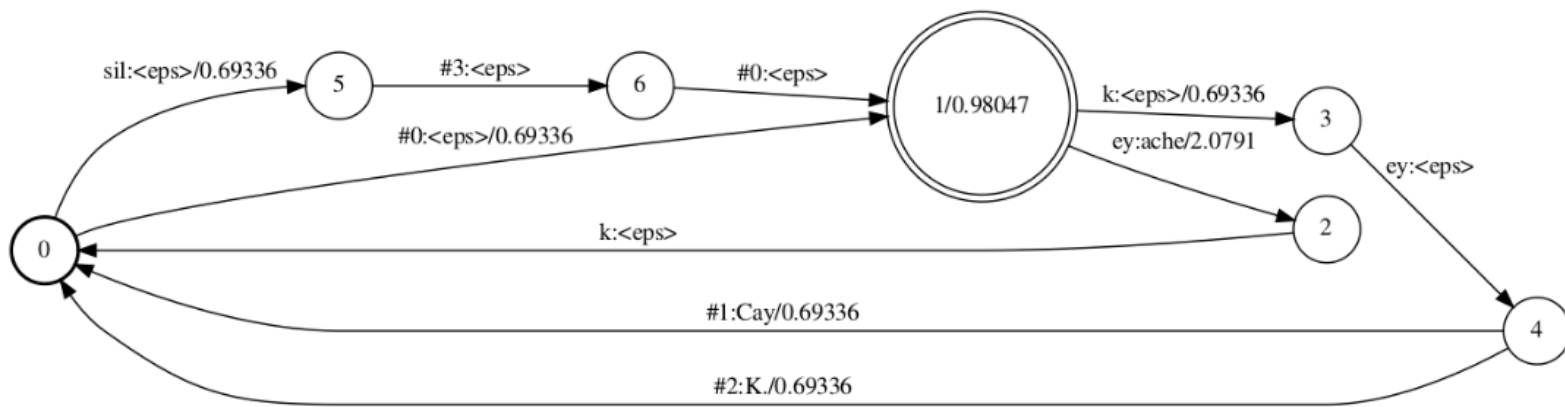 sil:<eps>/0.69336
5
#3:<eps>
6
#0:<eps>
#0:<eps>/0.69336
1/0.98047
k:<eps>/0.69336
3
ey:ache/2.0791
ey:<eps>
2
0
k:<eps>
#1:Cay/0.69336
4
#2:K./0.69336